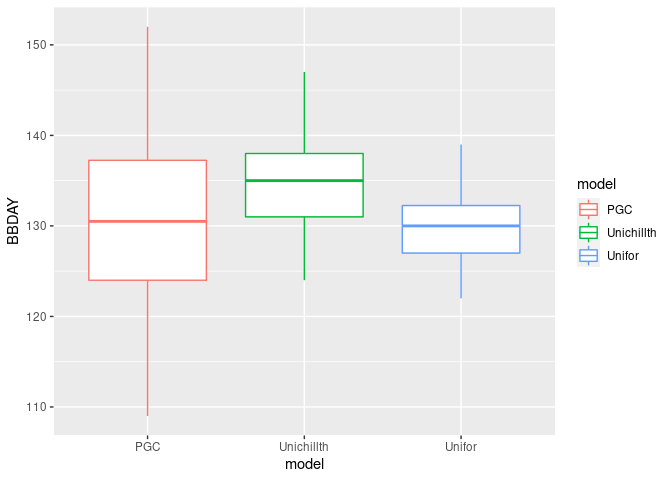 BBDAY
150
140
130
120
110
PGC
Unichillth
Unifor
model
model
PGC
Unichillth
Unifor